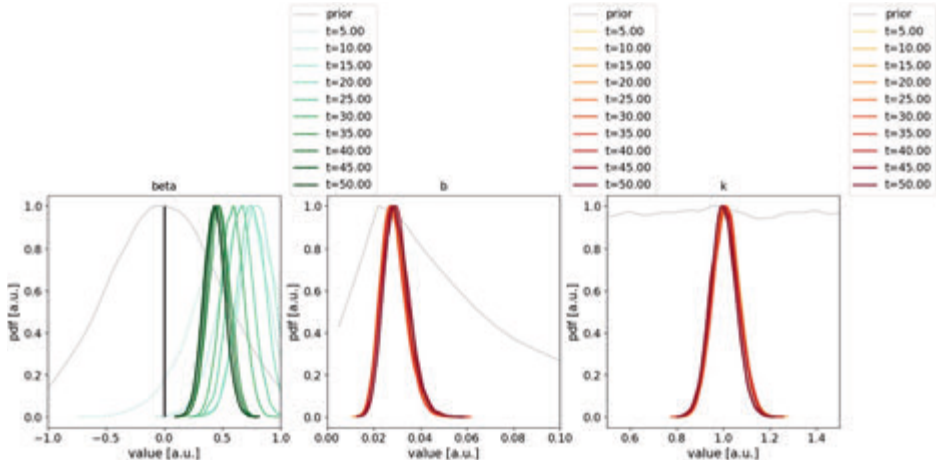 prior
t=5.00
t=10.00
t=15.00
t=20.00
t=25.00
t=30.00
t=35.00
t=40.00
t=45.00
t=50.00
prior
t=5.00
t=10.00
t=15.00
t=20.00
t=25.00
t=30.00
t=35.00
t=40.00
t=45.00
t=50.00
prior
t=5.00
t=10.00
t=15.00
t=20.00
t=25.00
t=30.00
t=35.00
t=40.00
t=45.00
t=50.00
beta
pdf [a.u.]
1.0
0.8
0.6
0.4
0.2
0.0
−1.0 −0.5 0.0 0.5 1.0
value [a.u.]
b
pdf [a.u.]
1.0
0.8
0.6
0.4
0.2
0.0
0.00 0.02 0.04 0.06 0.08 0.10
value [a.u.]
k
pdf [a.u.]
1.0
0.8
0.6
0.4
0.2
0.0
0.6 0.8 1.0 1.2 1.4
value [a.u.]